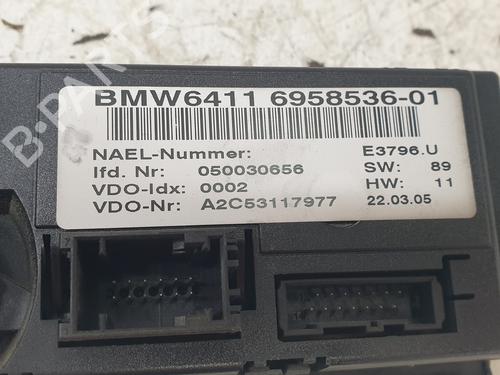 BMW6411 6958536-01
NAEL-Nummer: E3796.U
lfd. Nr: 050030656 SW: 89
VDO-Idx: 0002 HW: 11
VDO-Nr: A2C53117977 22.03.05
B-PARTS